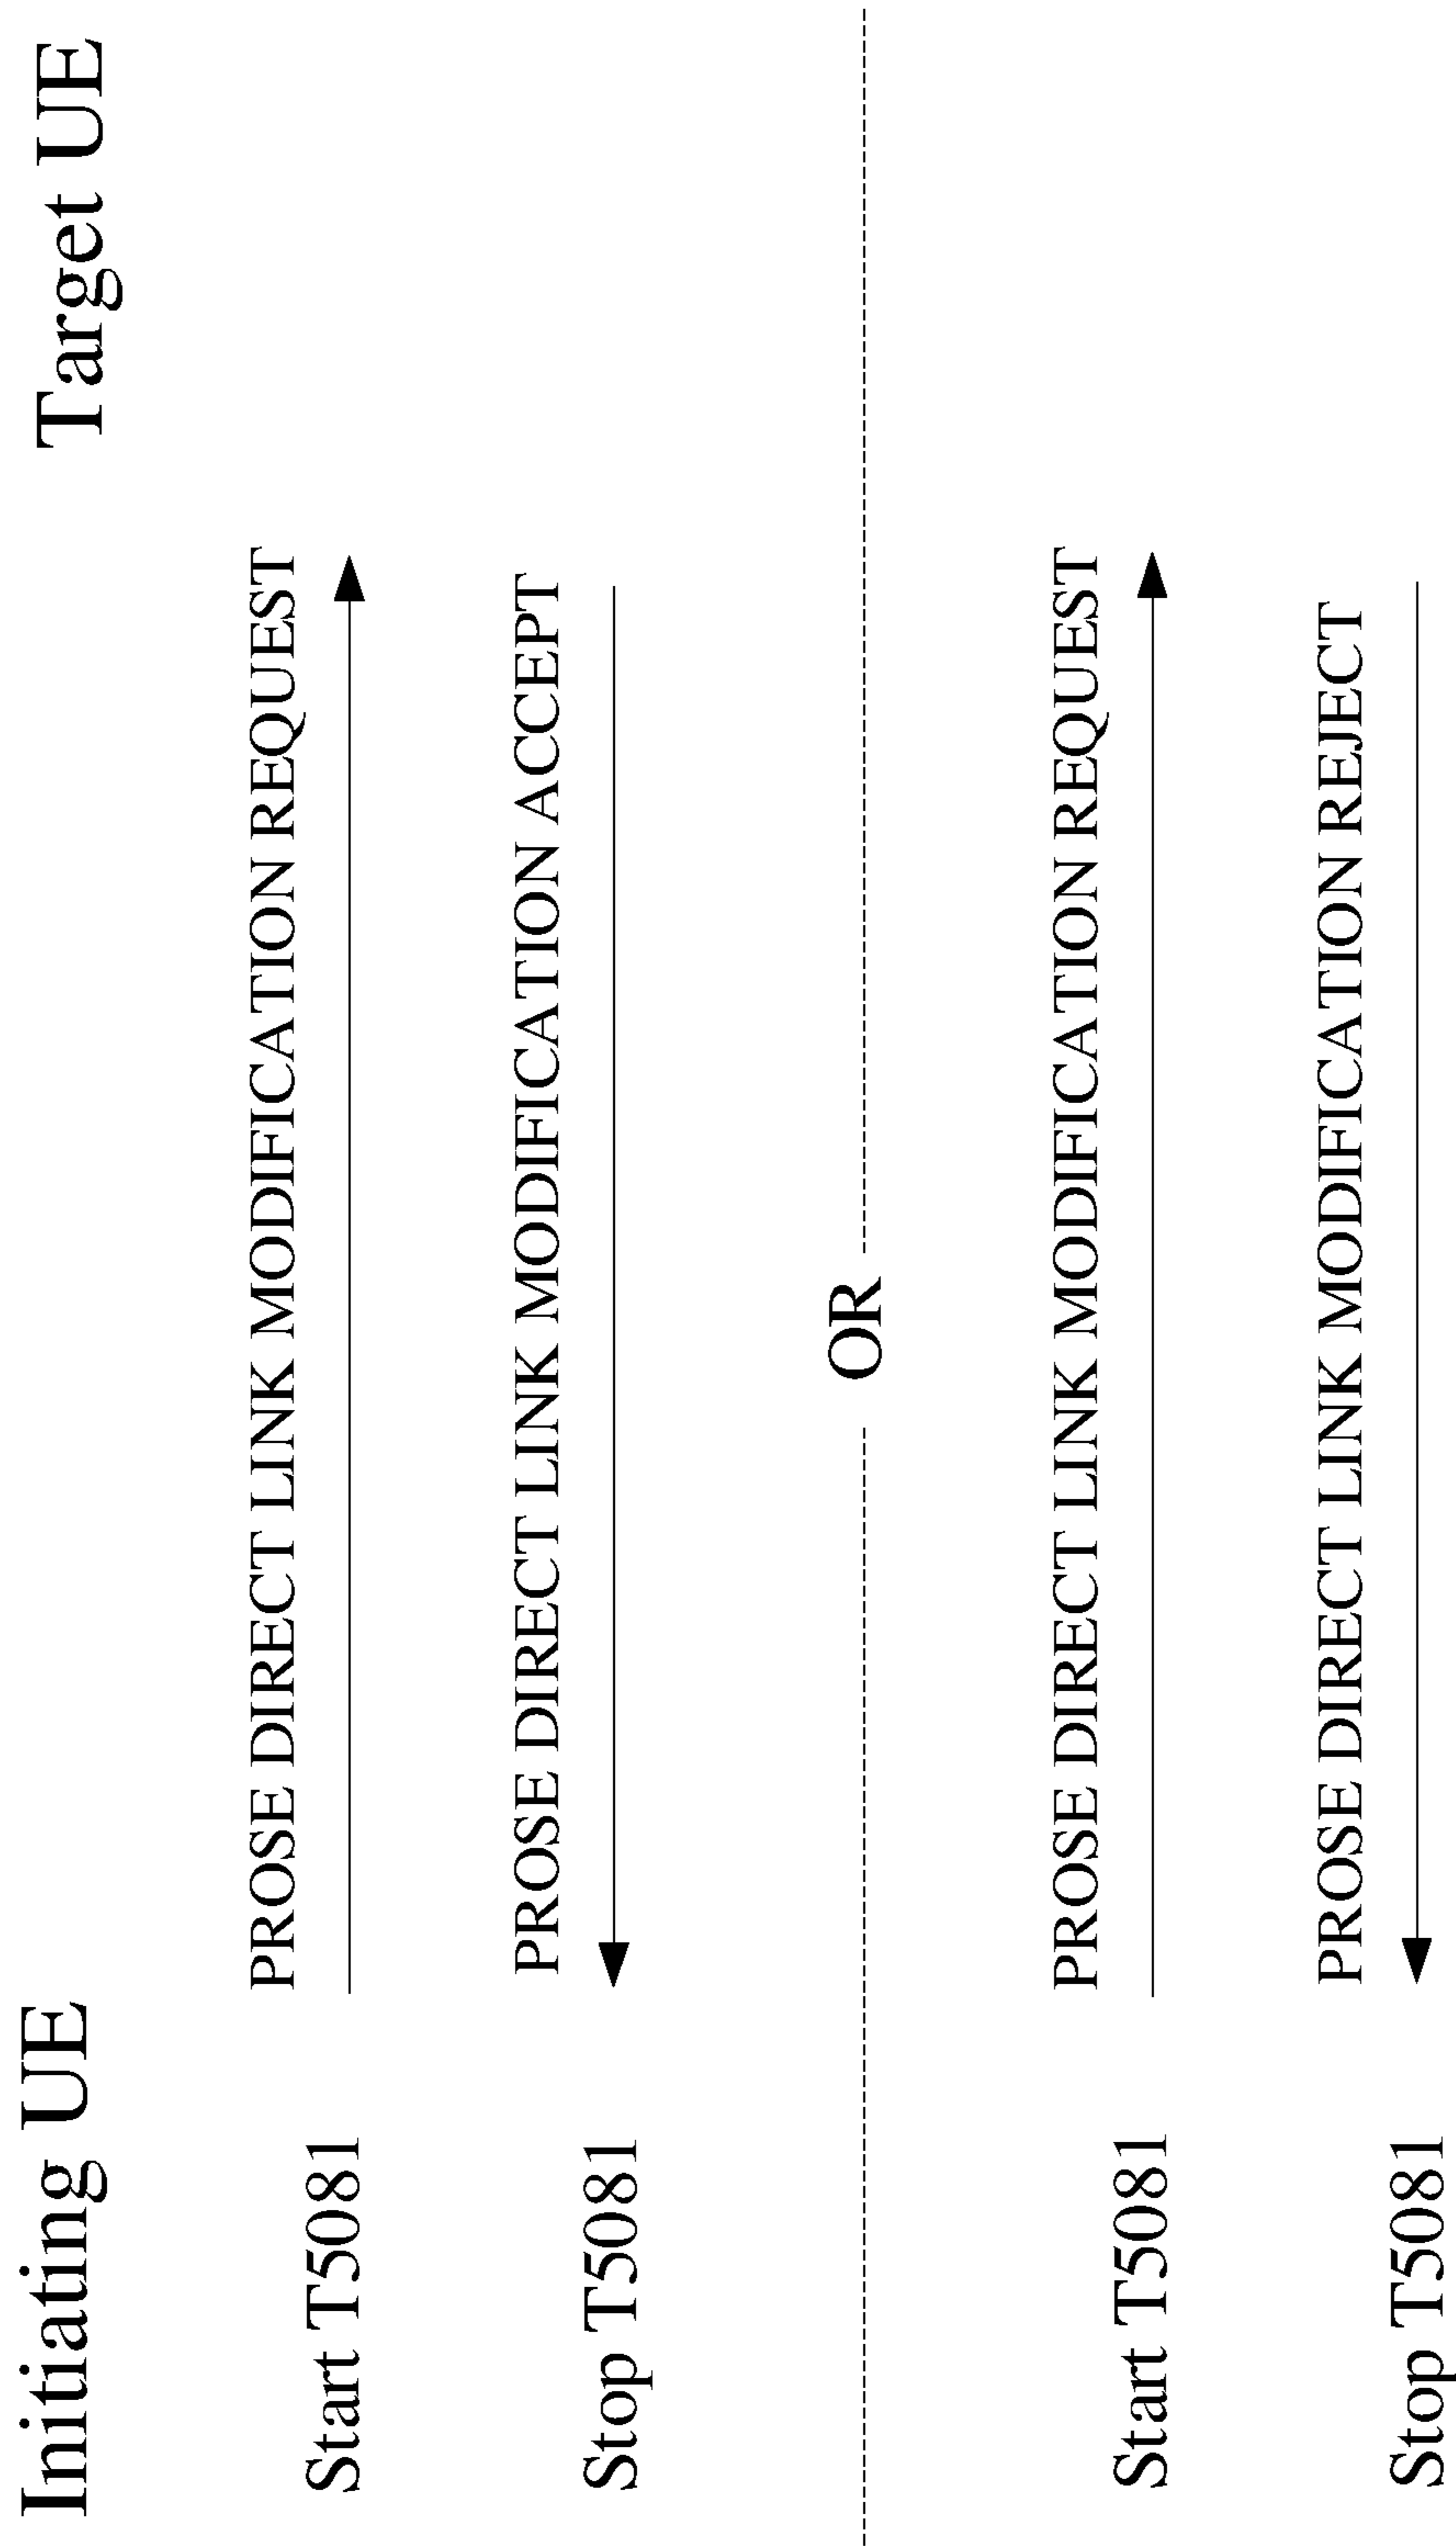 Initiating UE
Target UE
PROSE DIRECT LINK MODIFICATION REQUEST
Start T5081
PROSE DIRECT LINK MODIFICATION ACCEPT
Stop T5081
OR
PROSE DIRECT LINK MODIFICATION REQUEST
Start T5081
PROSE DIRECT LINK MODIFICATION REJECT
Stop T5081